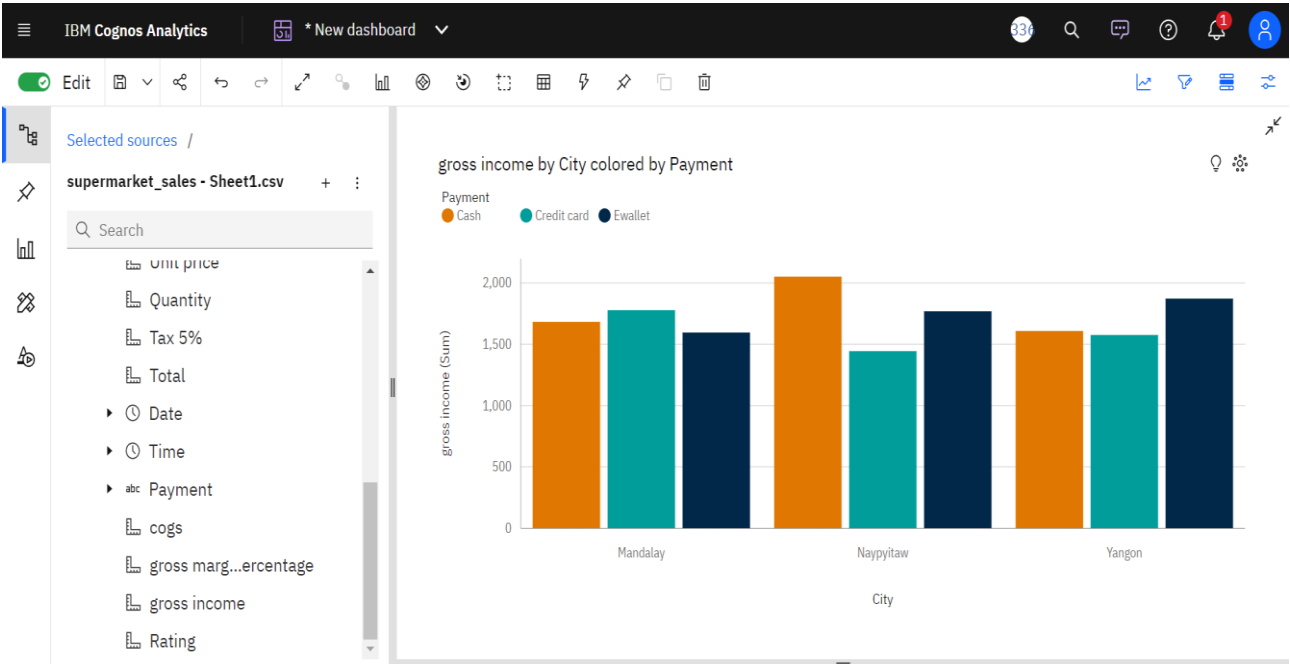 IBM Cognos Analytics
* New dashboard
336
1
Edit
Selected sources /
supermarket_sales - Sheet1.csv
Search
Unit price
Quantity
Tax 5%
Total
Date
Time
abc Payment
cogs
gross marg...ercentage
gross income
Rating
gross income by City colored by Payment
Payment
Cash Credit card Ewallet
2,000
1,500
1,000
500
0
gross income (Sum)
Mandalay Naypyitaw Yangon
City